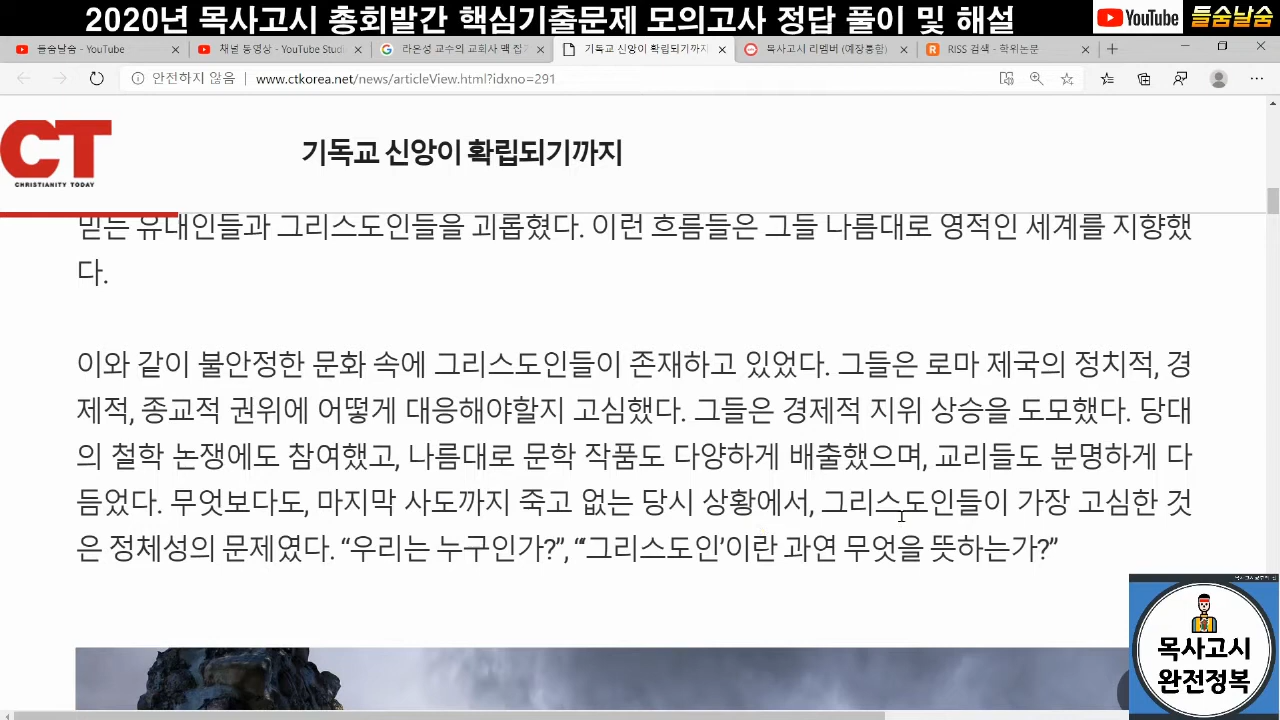 2020년 목사고시 총회발간 핵심기출문제 모의고사 정답 풀이 및 해설
YouTube 들숨날숨
들숨날숨 - YouTube
채널 동영상 - YouTube Studi
라은성 교수의 교회사 백 집7
기독교 신앙이 확립되기까지
목사고시 리멤버 (예장통합)
RISS 검색 - 학위논문
안전하지 않음 www.ctkorea.net/news/articleView.html?idxno=291
CT
CHRISTIANITY TODAY
기독교 신앙이 확립되기까지
믿는 유대인들과 그리스도인들을 괴롭혔다. 이런 흐름들은 그들 나름대로 영적인 세계를 지향했
다.
이와 같이 불안정한 문화 속에 그리스도인들이 존재하고 있었다. 그들은 로마 제국의 정치적, 경
제적, 종교적 권위에 어떻게 대응해야할지 고심했다. 그들은 경제적 지위 상승을 도모했다. 당대
의 철학 논쟁에도 참여했고, 나름대로 문학 작품도 다양하게 배출했으며, 교리들도 분명하게 다
듬었다. 무엇보다도, 마지막 사도까지 죽고 없는 당시 상황에서, 그리스도인들이 가장 고심한 것
은 정체성의 문제였다. “우리는 누구인가?”, “‘그리스도인’이란 과연 무엇을 뜻하는가?”
목사고시
완전정복